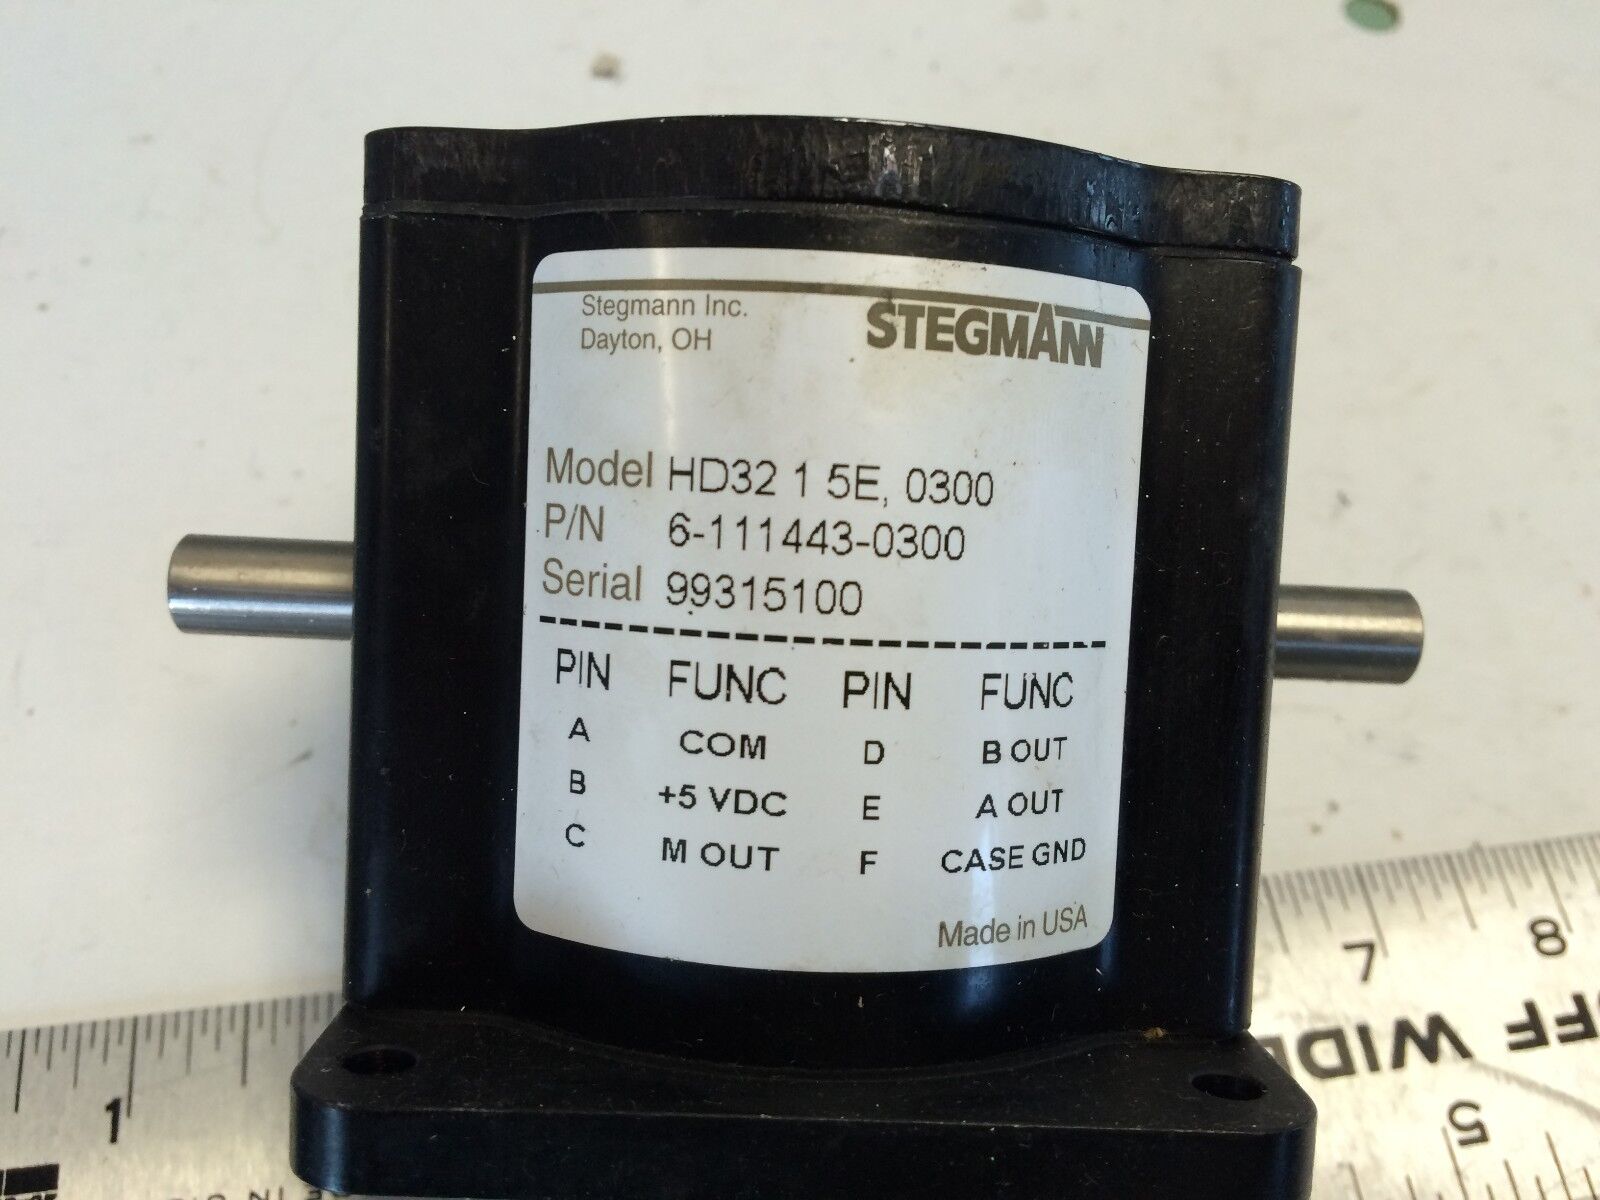 Stegmann Inc.
Dayton, OH
STEGMANN
Model HD32 1 5E, 0300
P/N 6-111443-0300
Serial 99315100
PIN FUNC PIN FUNC
A COM D B OUT
B +5 VDC E A OUT
C M OUT F CASE GND
Made in USA
7 8
1
5